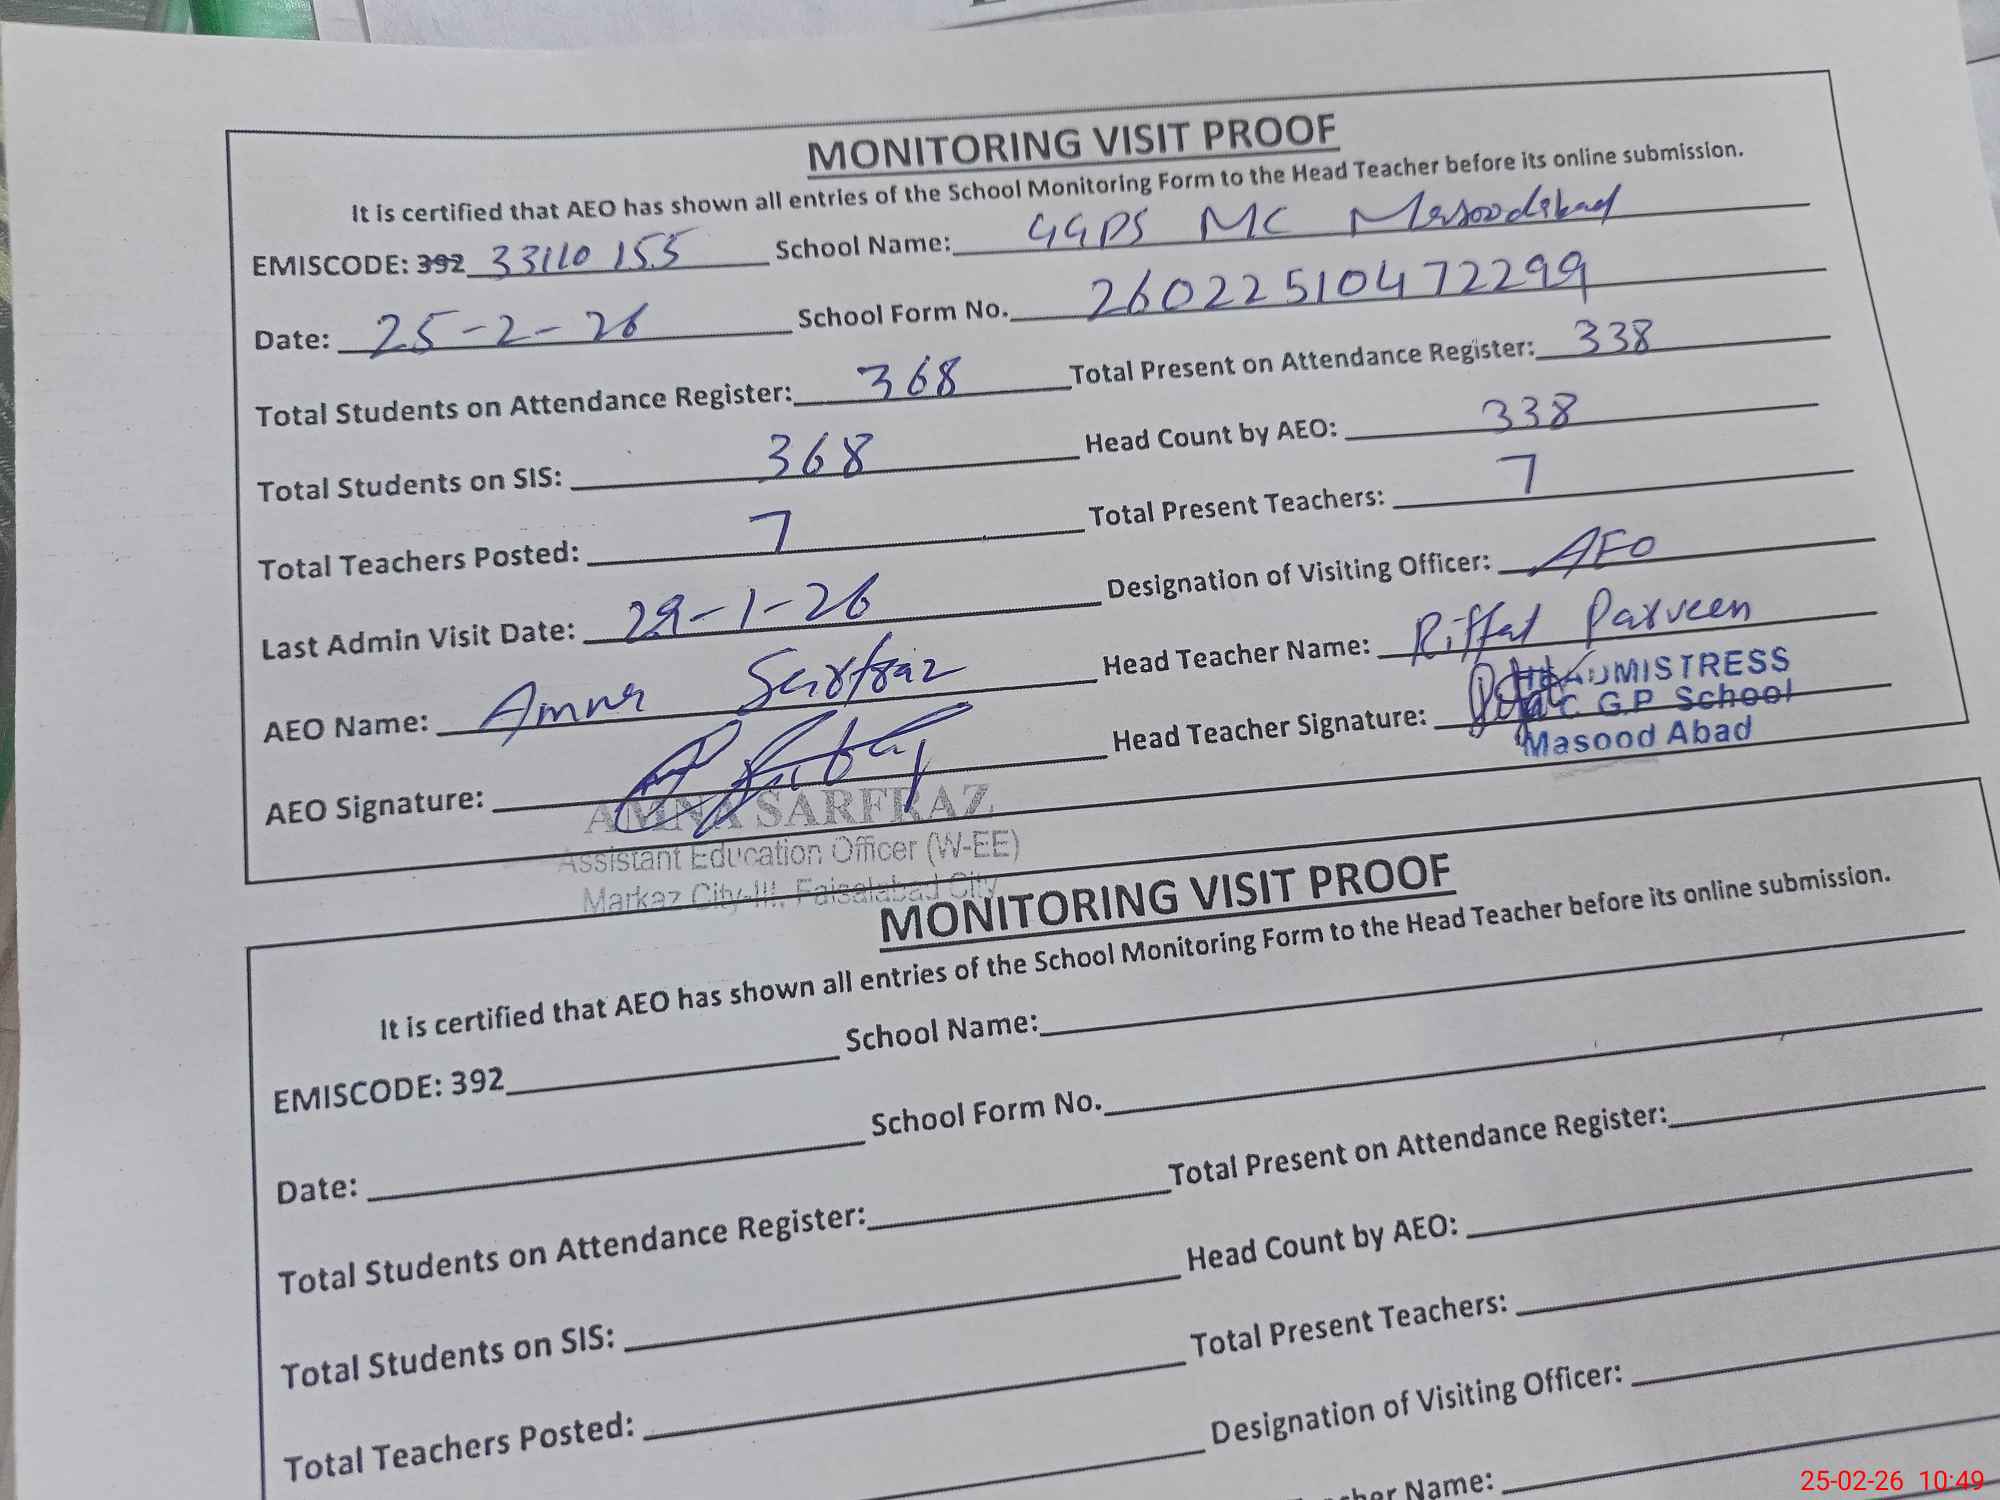 MONITORING VISIT PROOF
It is certified that AEO has shown all entries of the School Monitoring Form to the Head Teacher before its online submission.
EMISCODE: 392 33110 155 School Name: GGPS MC Masoodabad
Date: 25-2-26 School Form No. 26022510472299
Total Students on Attendance Register: 368 Total Present on Attendance Register: 338
Total Students on SIS: 368 Head Count by AEO: 338
Total Teachers Posted: 7 Total Present Teachers: 7
Last Admin Visit Date: 29-1-26 Designation of Visiting Officer: AEO
AEO Name: Amna Sarfraz Head Teacher Name: Riffat Parveen
AEO Signature: Head Teacher Signature:
HEADMISTRESS
C G.P School
Masood Abad
AMNA SARFRAZ
Assistant Education Officer (W-EE)
Markaz City-III, Faisalabad City
MONITORING VISIT PROOF
It is certified that AEO has shown all entries of the School Monitoring Form to the Head Teacher before its online submission.
EMISCODE: 392 School Name:
Date: School Form No.
Total Students on Attendance Register: Total Present on Attendance Register:
Total Students on SIS: Head Count by AEO:
Total Teachers Posted: Total Present Teachers:
Designation of Visiting Officer:
Name:
25-02-26 10:49